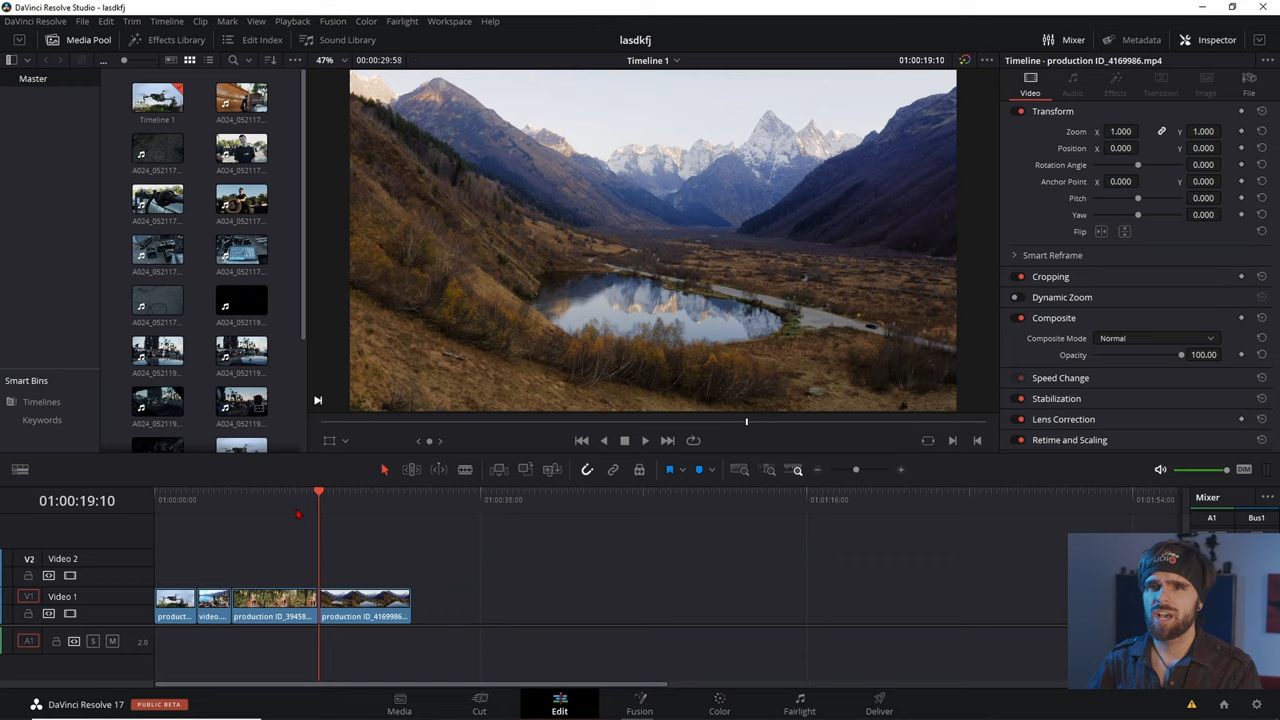 DaVinci Resolve Studio - lasdkfj
DaVinci Resolve File Edit Trim Timeline Clip Mark View Playback Fusion Color Fairlight Workspace Help
Media Pool Effects Library Edit Index Sound Library lasdkfj Mixer Metadata Inspector
... 47% 00:00:29:58 Timeline 1 01:00:19:10 Timeline - production ID_4169986.mp4
Master
Video Audio Effects Transition Image File
Timeline 1 A024_052117...
Transform
Zoom X 1.000 Y 1.000
Position X 0.000 Y 0.000
A024_052117... A024_052117...
Rotation Angle 0.000
Anchor Point X 0.000 Y 0.000
Pitch 0.000
Yaw 0.000
A024_052117... A024_052117...
Flip
Smart Reframe
A024_052117... A024_052117...
Cropping
Dynamic Zoom
Composite
A024_052117... A024_052119...
Composite Mode Normal
Opacity 100.00
A024_052119... A024_052119...
Smart Bins
Speed Change
Timelines
Stabilization
Keywords
A024_052119... A024_052119...
Lens Correction
Retime and Scaling
DIM
01:00:19:10 01:00:00:00 01:00:38:00 01:01:16:00 01:01:54:00 Mixer
A1 Bus1
V2 Video 2
V1 Video 1
product... video.... production ID_39458... production ID_4169986...
A1 S M 2.0
DaVinci Resolve 17 PUBLIC BETA
Media Cut Edit Fusion Color Fairlight Deliver